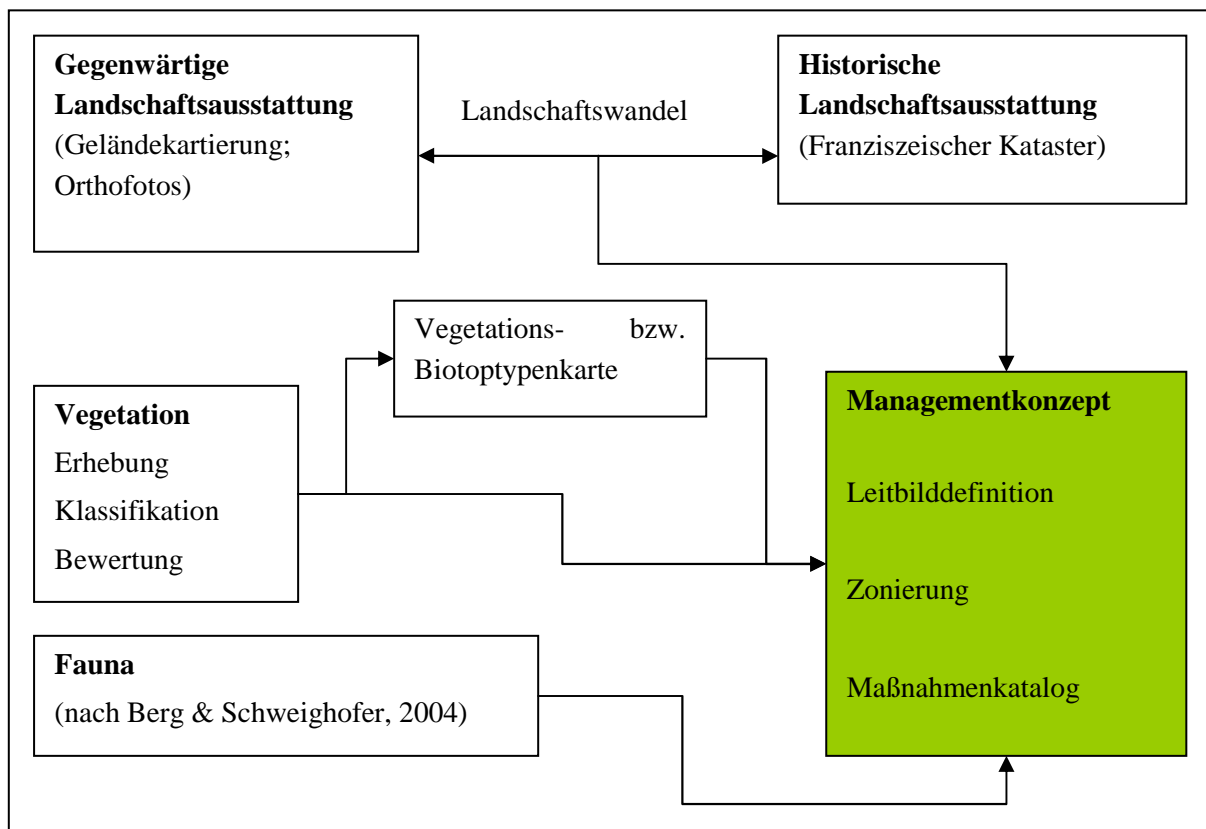 Gegenwärtige
Landschaftsausstattung
(Geländekartierung;
Orthofotos)
Landschaftswandel
Historische
Landschaftsausstattung
(Franziszeischer Kataster)
Vegetations- bzw.
Biotoptypenkarte
Vegetation
Erhebung
Klassifikation
Bewertung
Managementkonzept
Leitbilddefinition
Zonierung
Maßnahmenkatalog
Fauna
(nach Berg & Schweighofer, 2004)